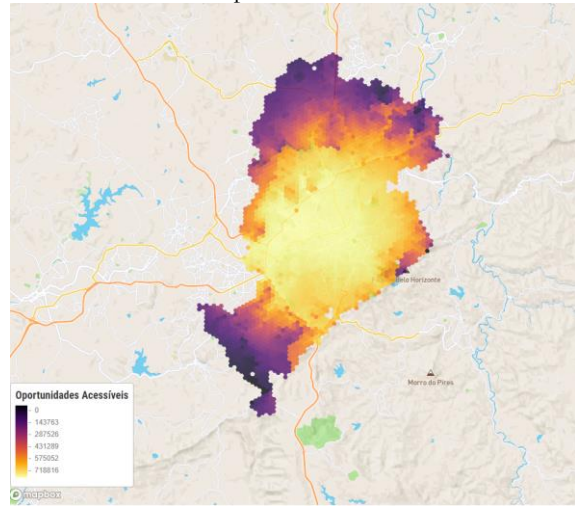 Belo Horizonte
Morro do Pires
Oportunidades Acessíveis
0
143763
287526
431289
575052
718816
mapbox